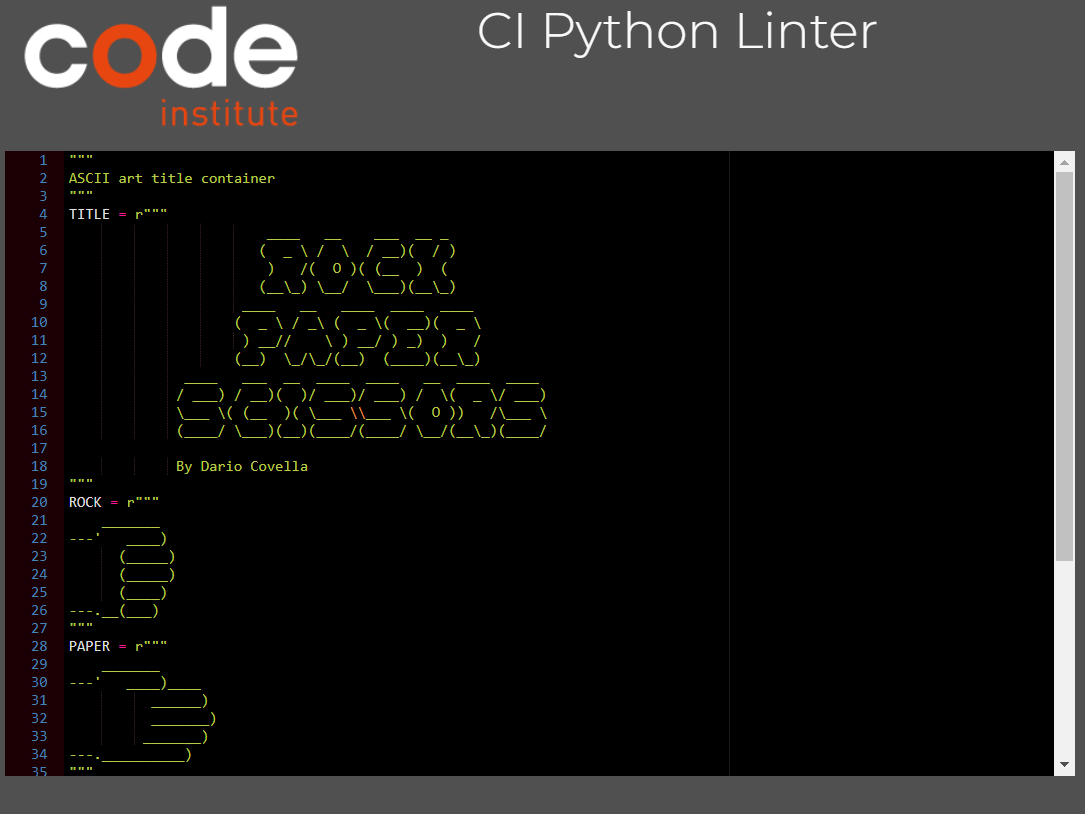 code
institute
CI Python Linter
1 """
2 ASCII art title container
3 """
4 TITLE = r"""
5                         ____   __    ___  __ _
6                        (  _ \ /  \  / __)(  / )
7                         )   /(  O )( (__  )  (
8                        (__\_) \__/  \___)(__\_)
9                      ____   __   ____  ____  ____
10                    (  _ \ / _\ (  _ \(  __)(  _ \
11                     ) __//    \ ) __/ ) _)  )   /
12                    (__)  \_/\_/(__)  (____)(__\_)
13              ____   ___  __  ____  ____   __  ____  ____
14             / ___) / __)(  )/ ___)/ ___) /  \(  _ \/ ___)
15             \___ \( (__  )( \___ \\___ \(  O ))   /\___ \
16             (____/ \___)(__)(____/(____/ \__/(__\_)(____/
17
18             By Dario Covella
19 """
20 ROCK = r"""
21     _______
22 ---'   ____)
23       (_____)
24       (_____)
25       (____)
26 ---.__(___)
27 """
28 PAPER = r"""
29     _______
30 ---'   ____)____
31           ______)
32           _______)
33          _______)
34 ---.__________)
35 """